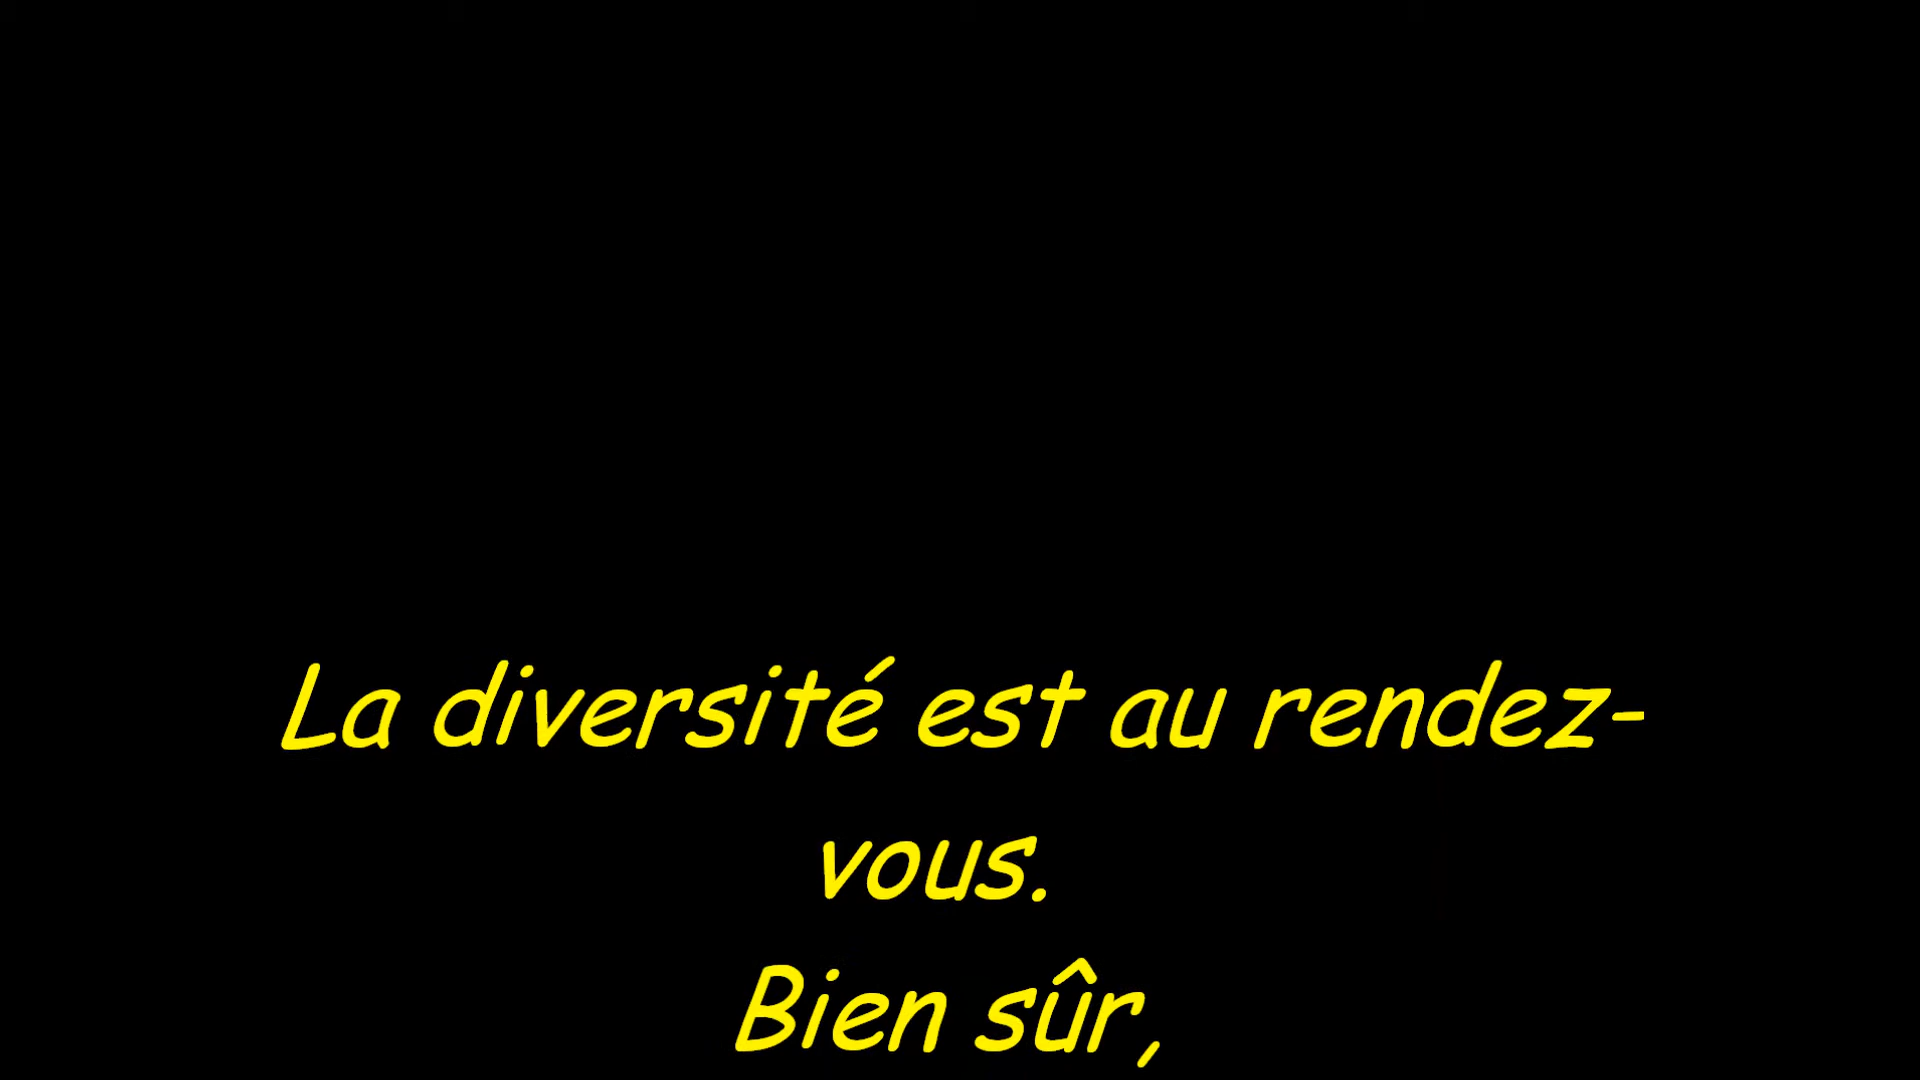 La diversité est au rendez-
vous.
Bien sûr,